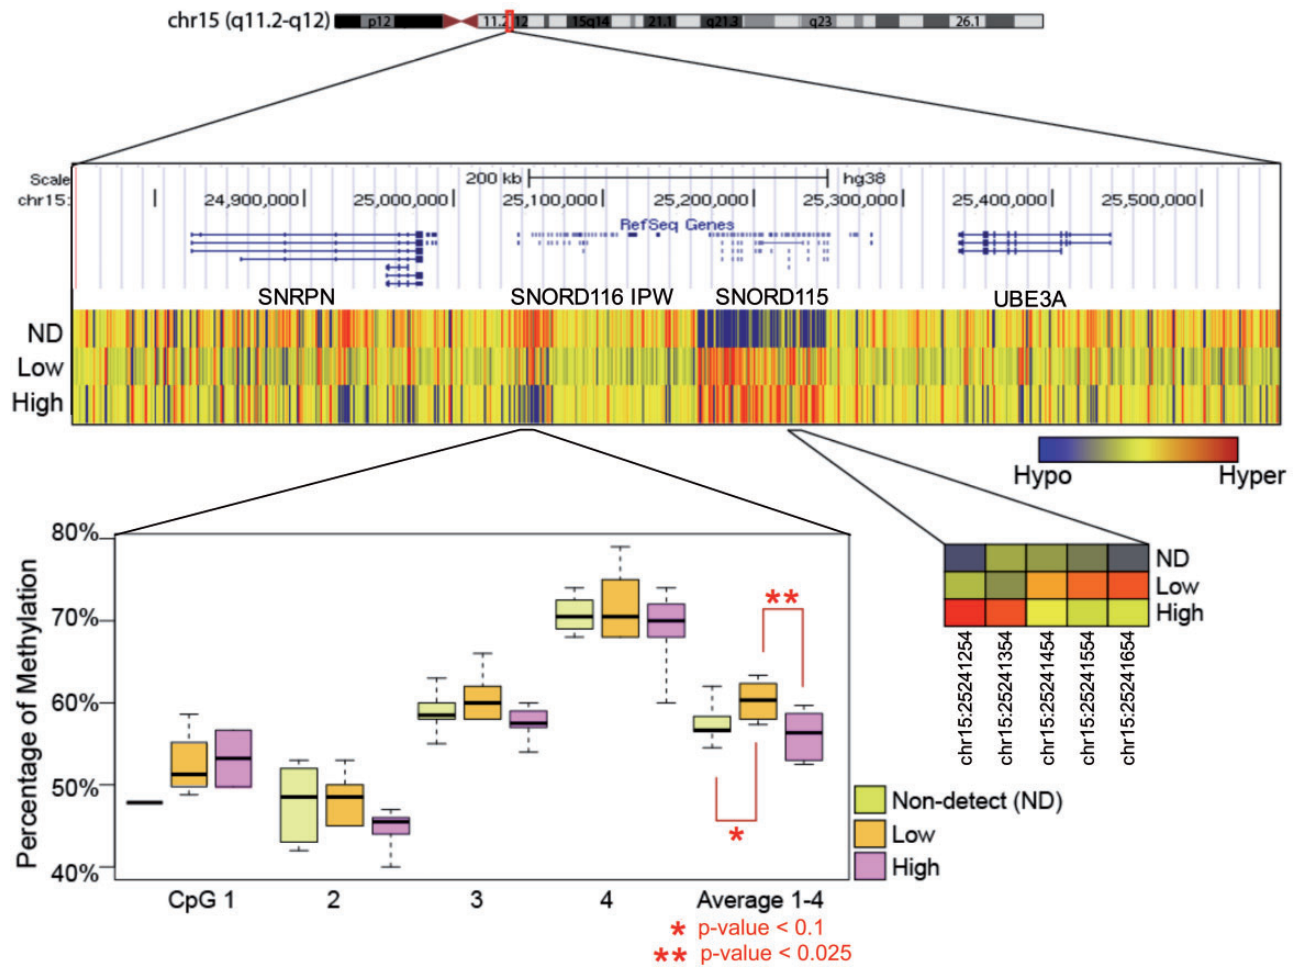 chr15 (q11.2-q12)
p12 11.2 12 15q14 21.1 q21.3 q23 26.1
Scale 200 kb hg38
chr15: 24,900,000 25,000,000 25,100,000 25,200,000 25,300,000 25,400,000 25,500,000
RefSeq Genes
SNRPN SNORD116 IPW SNORD115 UBE3A
ND
Low
High
Hypo Hyper
ND
Low
High
chr15:25241254
chr15:25241354
chr15:25241454
chr15:25241554
chr15:25241654
Percentage of Methylation
80%
70%
60%
50%
40%
**
*
Non-detect (ND)
Low
High
CpG 1 2 3 4 Average 1-4
* p-value < 0.1
** p-value < 0.025